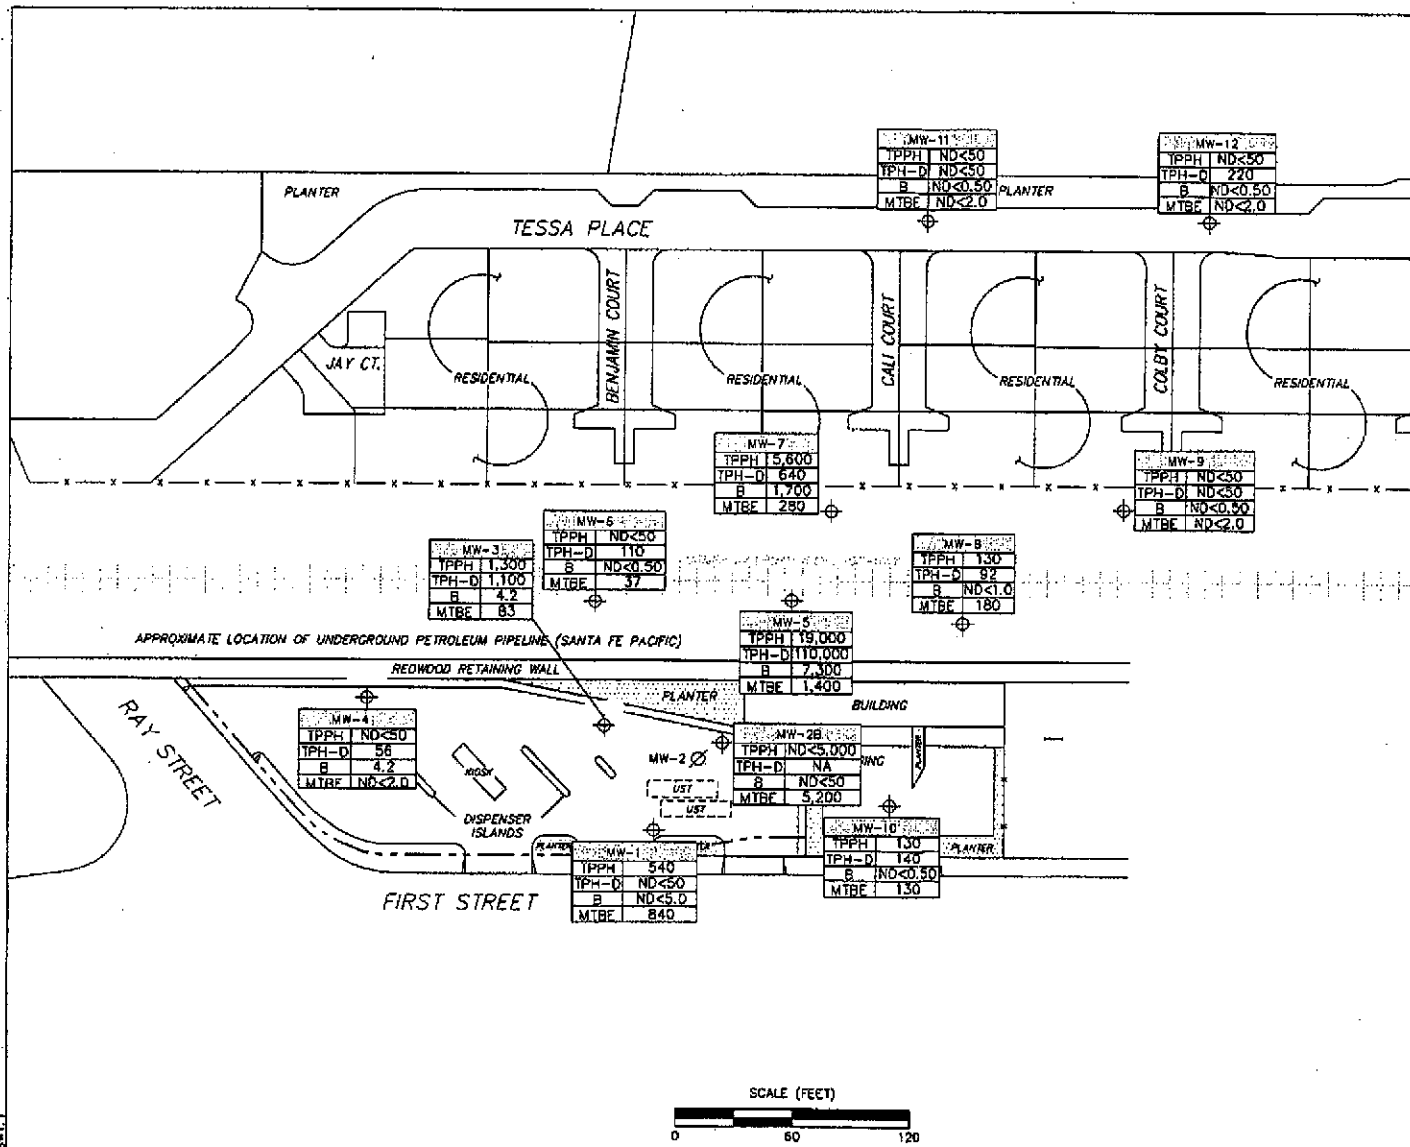 MW-11
TPPH ND<50
TPH-D ND<50
B ND<0.50
MTBE ND<2.0
MW-12
TPPH ND<50
TPH-D 220
B ND<0.50
MTBE ND<2.0
PLANTER
PLANTER
TESSA PLACE
BENJAMIN COURT
CALI COURT
COLBY COURT
JAY CT.
RESIDENTIAL
RESIDENTIAL
RESIDENTIAL
RESIDENTIAL
MW-7
TPPH 5,600
TPH-D 640
B 1,700
MTBE 280
MW-9
TPPH ND<50
TPH-D ND<50
B ND<0.50
MTBE ND<2.0
MW-6
TPPH ND<50
TPH-D 110
B ND<0.50
MTBE 37
MW-3
TPPH 1,300
TPH-D 1,100
B 4.2
MTBE 83
MW-8
TPPH 130
TPH-D 92
B ND<1.0
MTBE 180
MW-5
TPPH 19,000
TPH-D 110,000
B 7,300
MTBE 1,400
APPROXIMATE LOCATION OF UNDERGROUND PETROLEUM PIPELINE (SANTA FE PACIFIC)
REDWOOD RETAINING WALL
PLANTER
BUILDING
RAY STREET
MW-4
TPPH ND<50
TPH-D 56
B 4.2
MTBE ND<2.0
KIOSK
MW-2
MW-2B
TPPH ND<5,000
TPH-D NA
B ND<50
MTBE 5,200
RING
PLANTER
UST
UST
DISPENSER
ISLANDS
PLANTER
MW-1
TPPH 540
TPH-D ND<50
B ND<5.0
MTBE 840
MW-10
TPPH 130
TPH-D 140
B ND<0.50
MTBE 130
PLANTER
FIRST STREET
SCALE (FEET)
0 60 120